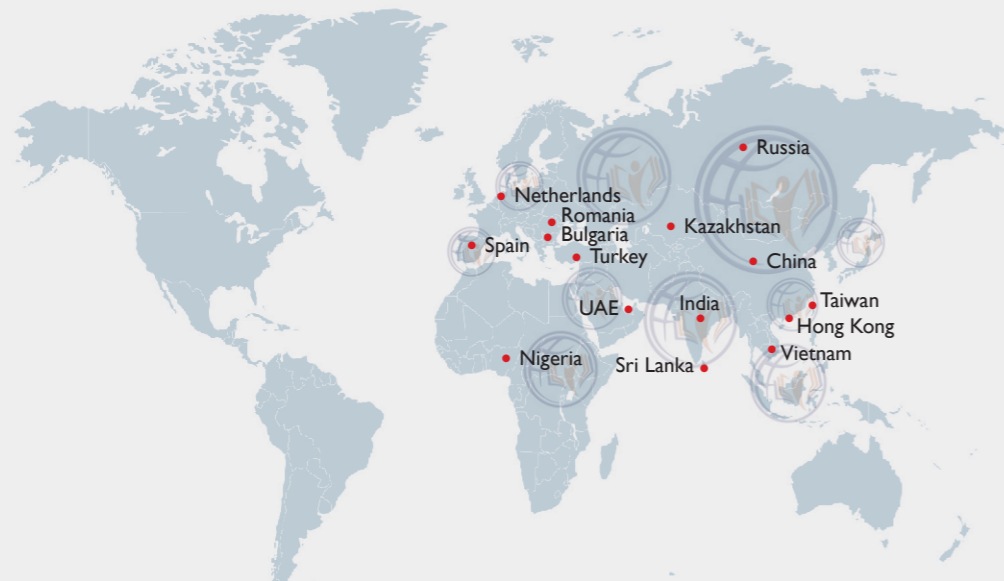 Russia
Netherlands
Romania
Kazakhstan
Bulgaria
Spain
Turkey
China
Taiwan
India
UAE
Hong Kong
Vietnam
Nigeria
Sri Lanka